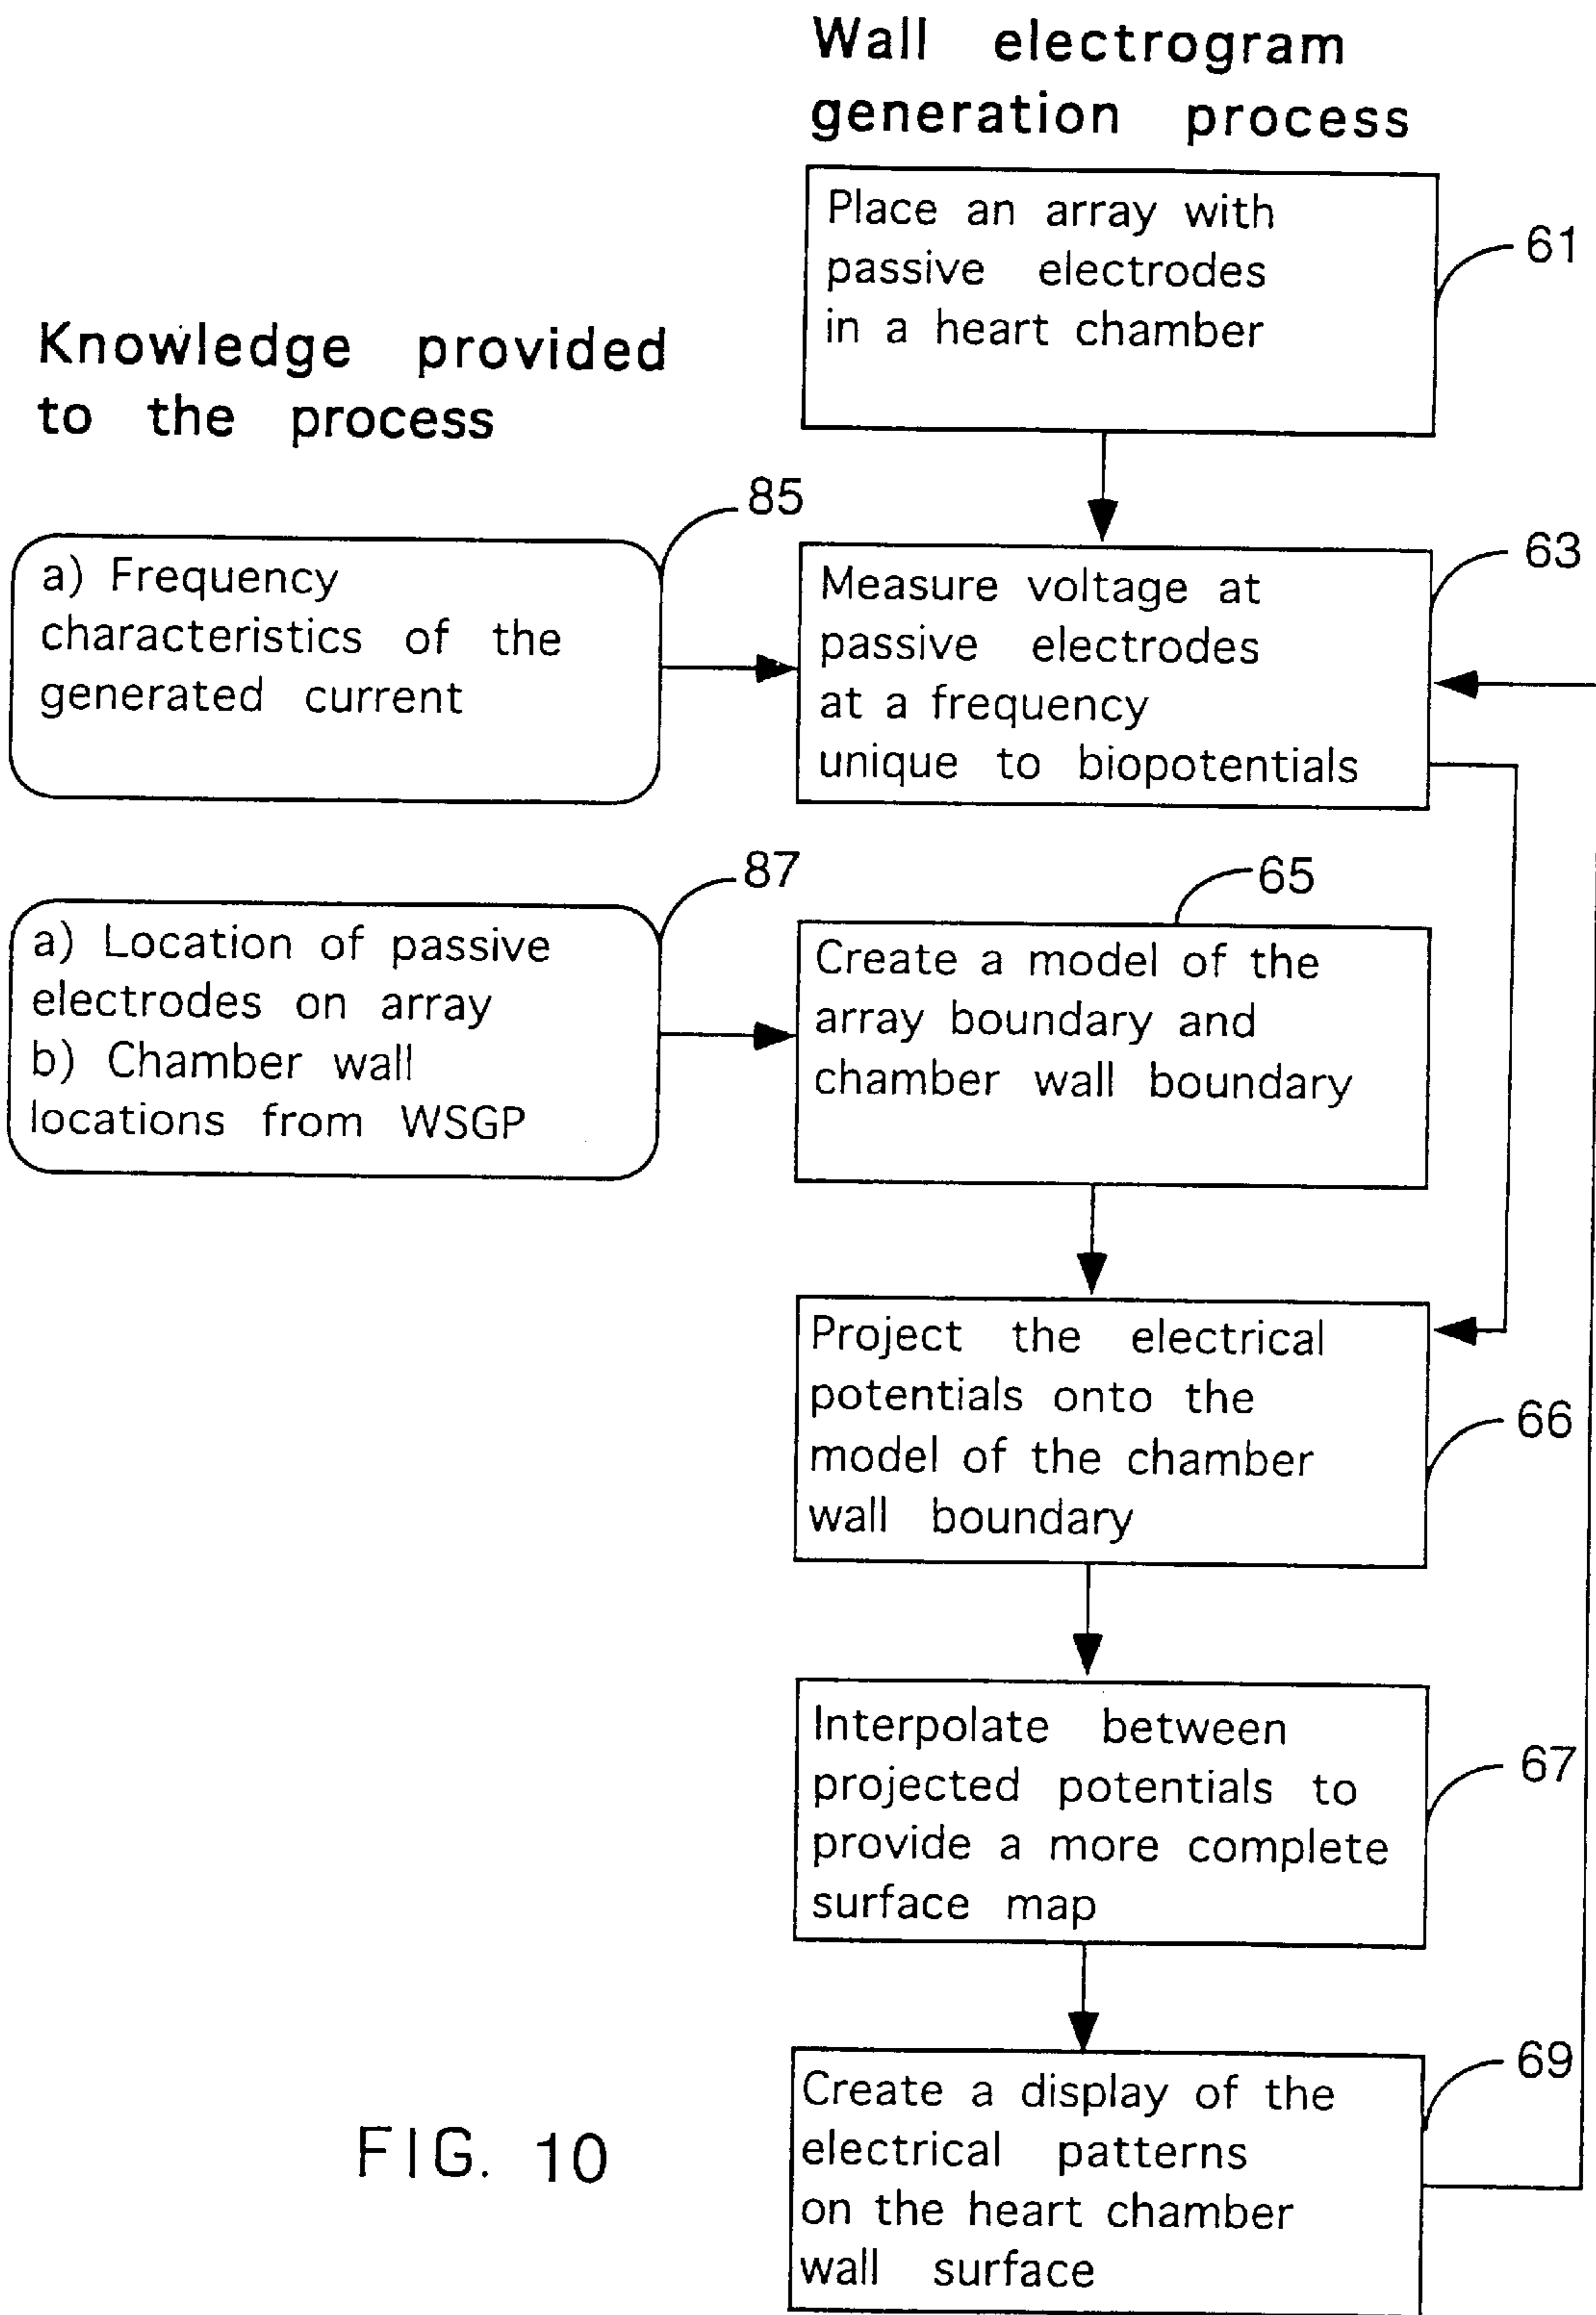 Wall electrogram
generation process
Place an array with
passive electrodes
in a heart chamber
61
Knowledge provided
to the process
85
a) Frequency
characteristics of the
generated current
63
Measure voltage at
passive electrodes
at a frequency
unique to biopotentials
87
a) Location of passive
electrodes on array
b) Chamber wall
locations from WSGP
65
Create a model of the
array boundary and
chamber wall boundary
Project the electrical
potentials onto the
model of the chamber
wall boundary
66
Interpolate between
projected potentials to
provide a more complete
surface map
67
Create a display of the
electrical patterns
on the heart chamber
wall surface
69
FIG. 10